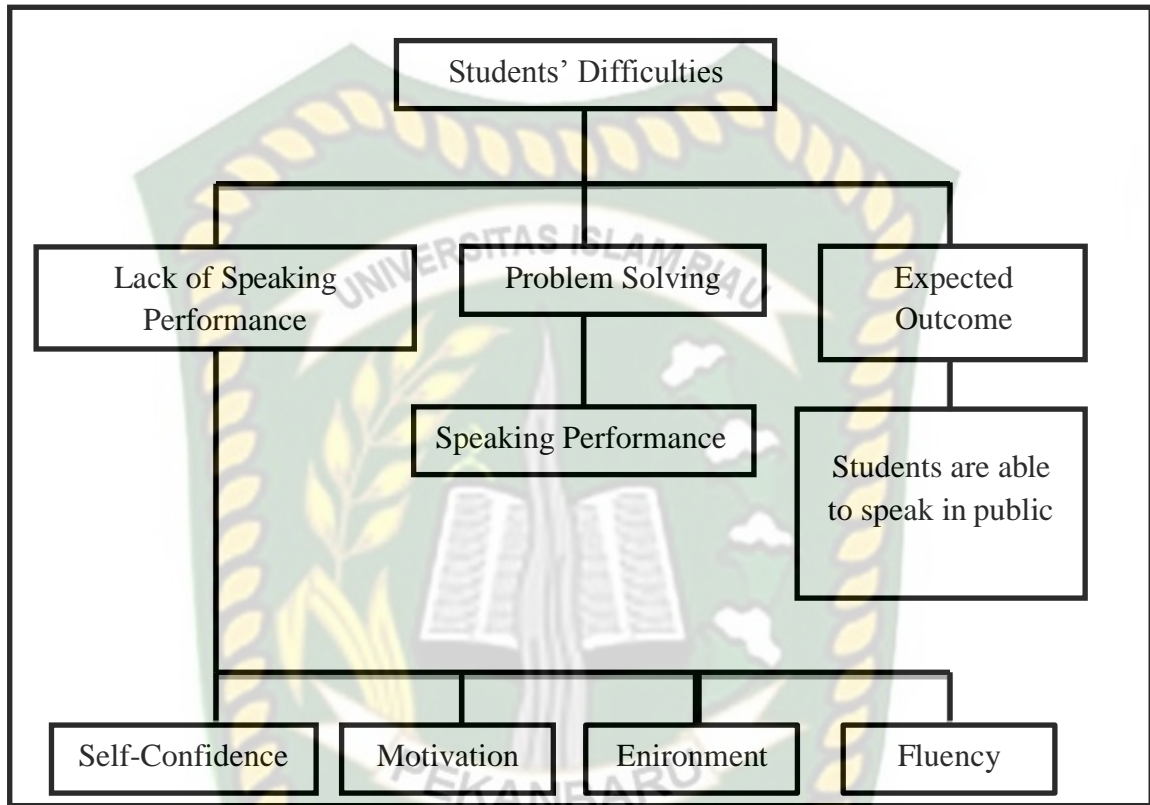 Students’ Difficulties
UNIVERSITAS ISLAM RIAU
Lack of Speaking
Performance
Problem Solving
Expected
Outcome
Speaking Performance
Students are able
to speak in public
Self-Confidence
Motivation
Enironment
Fluency
PEKANBARU